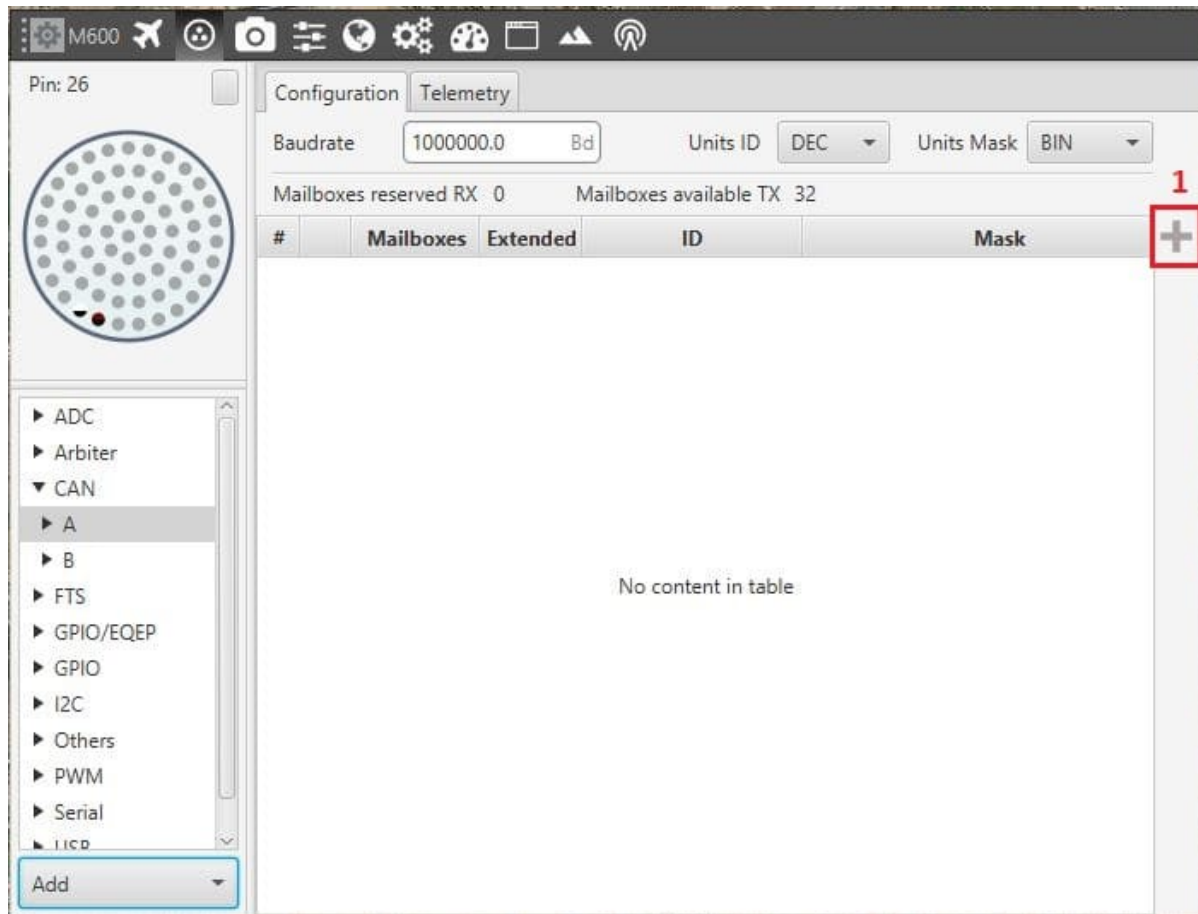 M600
Pin: 26
Configuration Telemetry
Baudrate 1000000.0 Bd Units ID DEC Units Mask BIN
Mailboxes reserved RX 0 Mailboxes available TX 32
1
# Mailboxes Extended ID Mask
No content in table
ADC
Arbiter
CAN
A
B
FTS
GPIO/EQEP
GPIO
I2C
Others
PWM
Serial
USB
Add